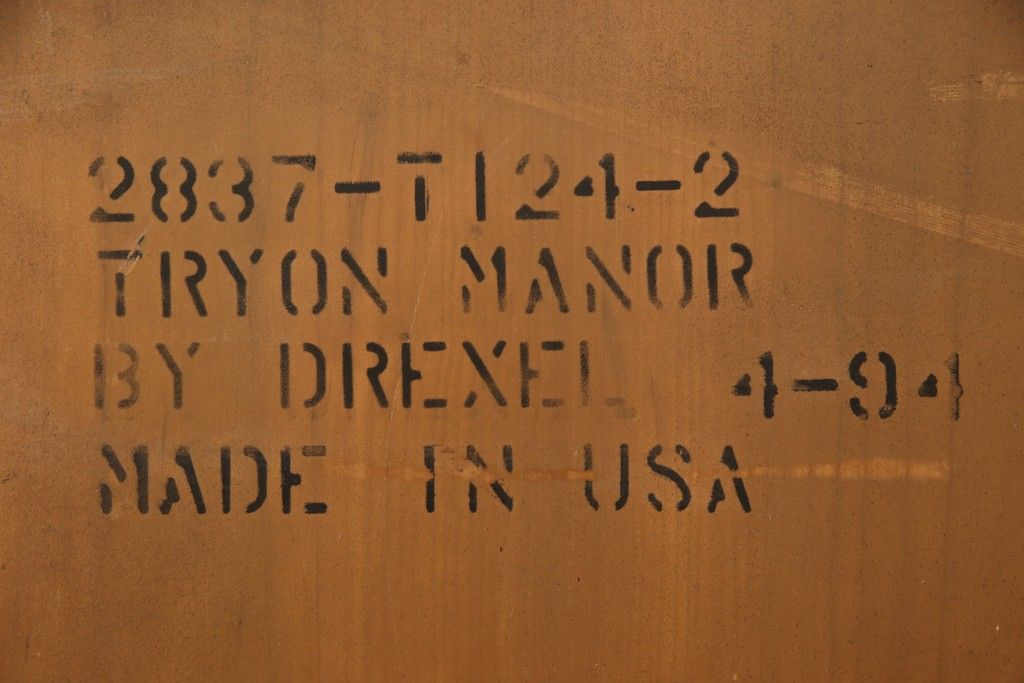 2837-T124-2
TRYON MANOR
BY DREXEL 4-94
MADE IN USA